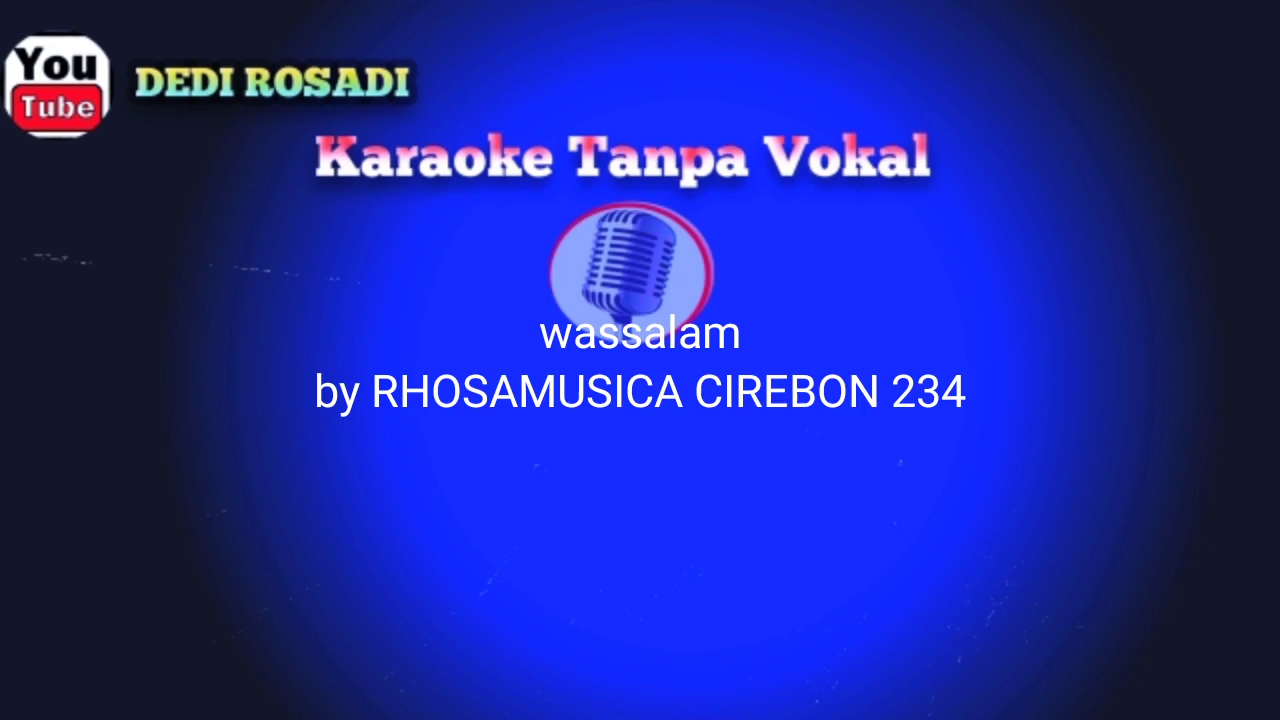 You
Tube
DEDI ROSADI
Karaoke Tanpa Vokal
wassalam
by RHOSAMUSICA CIREBON 234